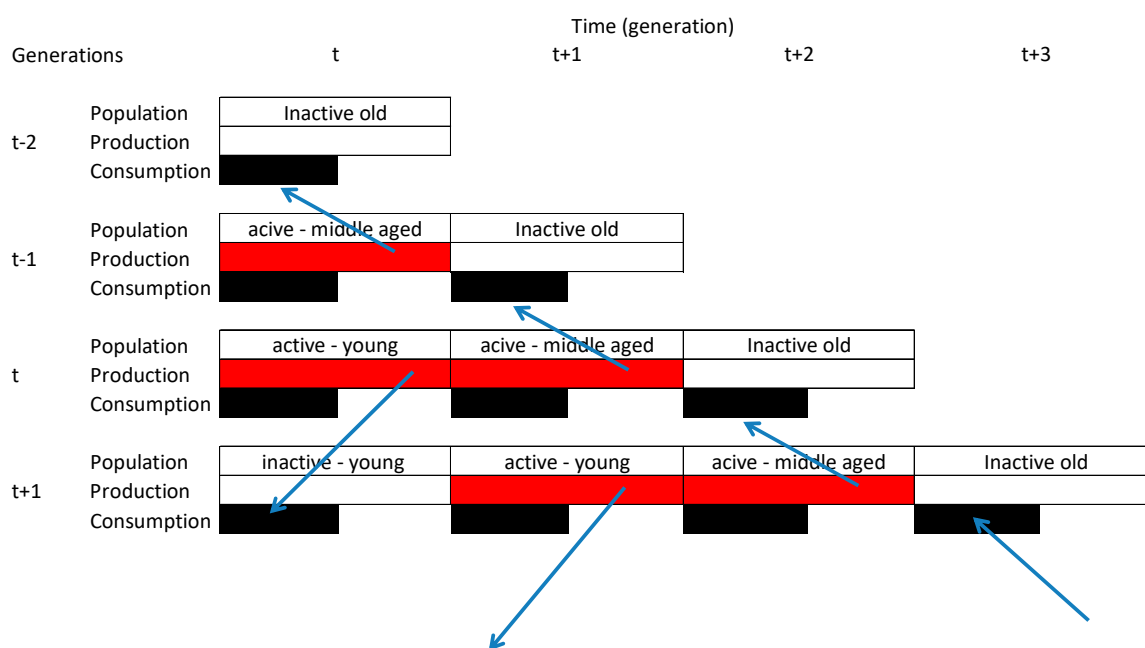 Time (generation)
Generations t t+1 t+2 t+3
Population Inactive old
t-2 Production
Consumption
Population acive - middle aged Inactive old
t-1 Production
Consumption
Population active - young acive - middle aged Inactive old
t Production
Consumption
Population inactive - young active - young acive - middle aged Inactive old
t+1 Production
Consumption